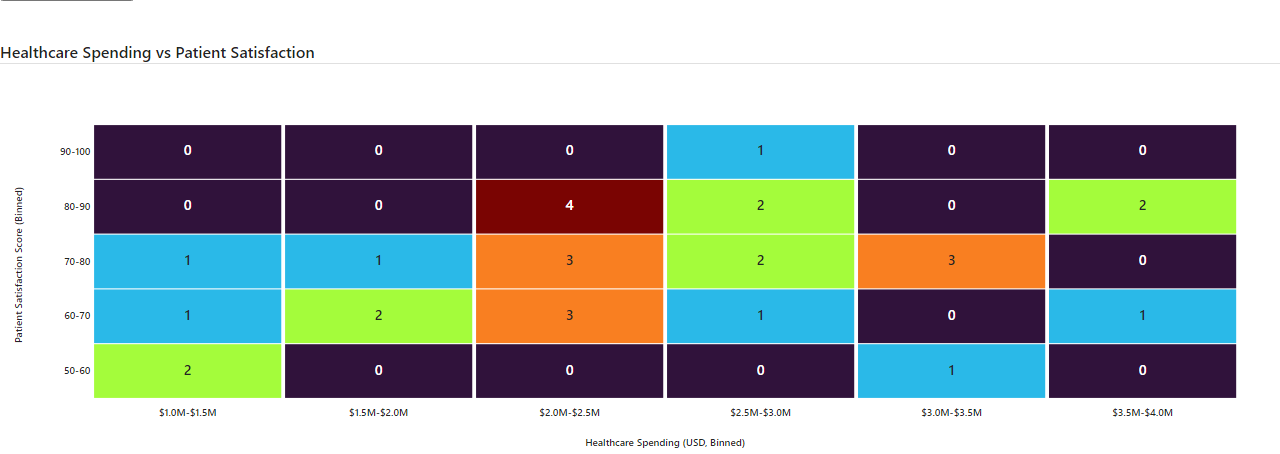 Healthcare Spending vs Patient Satisfaction
Patient Satisfaction Score (Binned)
90-100 0 0 0 1 0 0
80-90 0 0 4 2 0 2
70-80 1 1 3 2 3 0
60-70 1 2 3 1 0 1
50-60 2 0 0 0 1 0
$1.0M-$1.5M $1.5M-$2.0M $2.0M-$2.5M $2.5M-$3.0M $3.0M-$3.5M $3.5M-$4.0M
Healthcare Spending (USD, Binned)